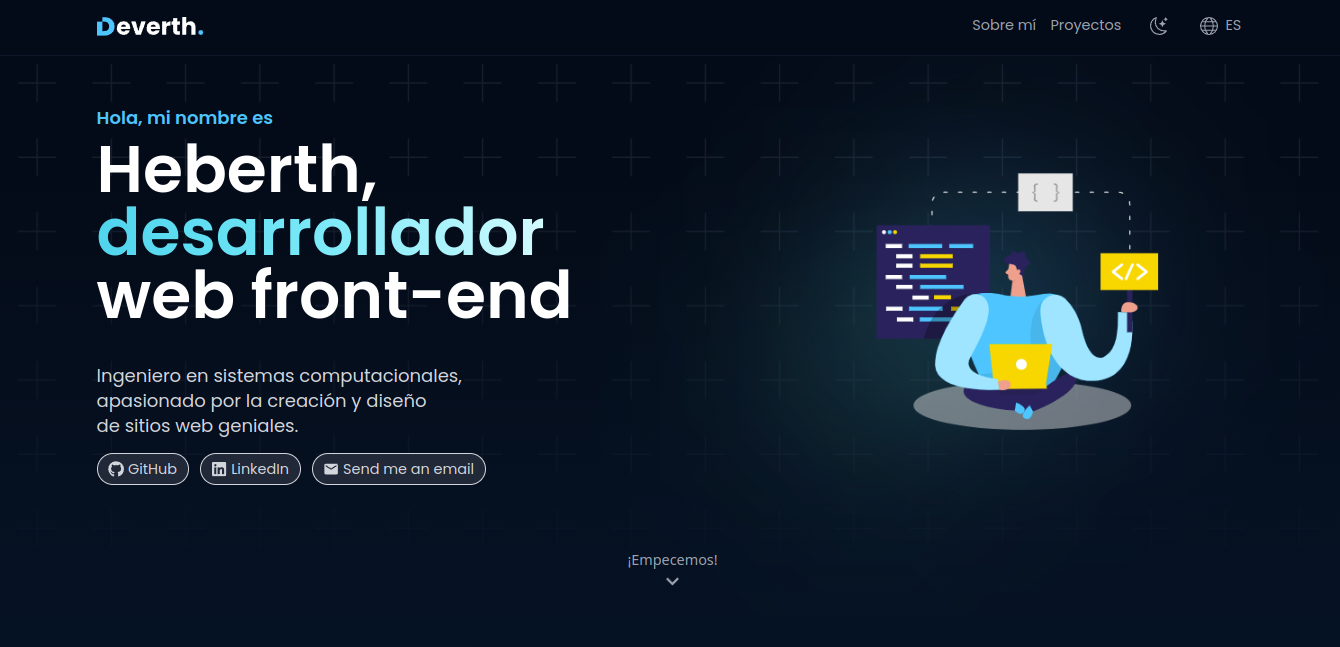 Deverth.
Sobre mí
Proyectos
ES
Hola, mi nombre es
Heberth,
desarrollador
web front-end
{ }
</>
Ingeniero en sistemas computacionales,
apasionado por la creación y diseño
de sitios web geniales.
GitHub
LinkedIn
Send me an email
¡Empecemos!